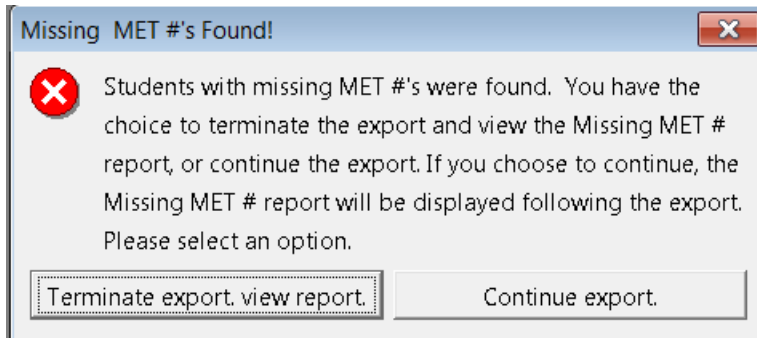 Missing MET #'s Found!
Students with missing MET #'s were found. You have the
choice to terminate the export and view the Missing MET #
report, or continue the export. If you choose to continue, the
Missing MET # report will be displayed following the export.
Please select an option.
Terminate export. view report. Continue export.